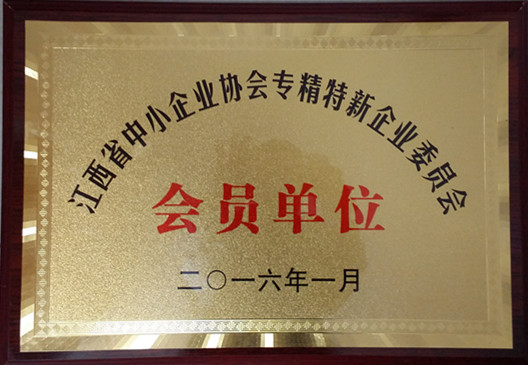 江西省中小企业协会专精特新企业委员会
会员单位
二〇一六年一月